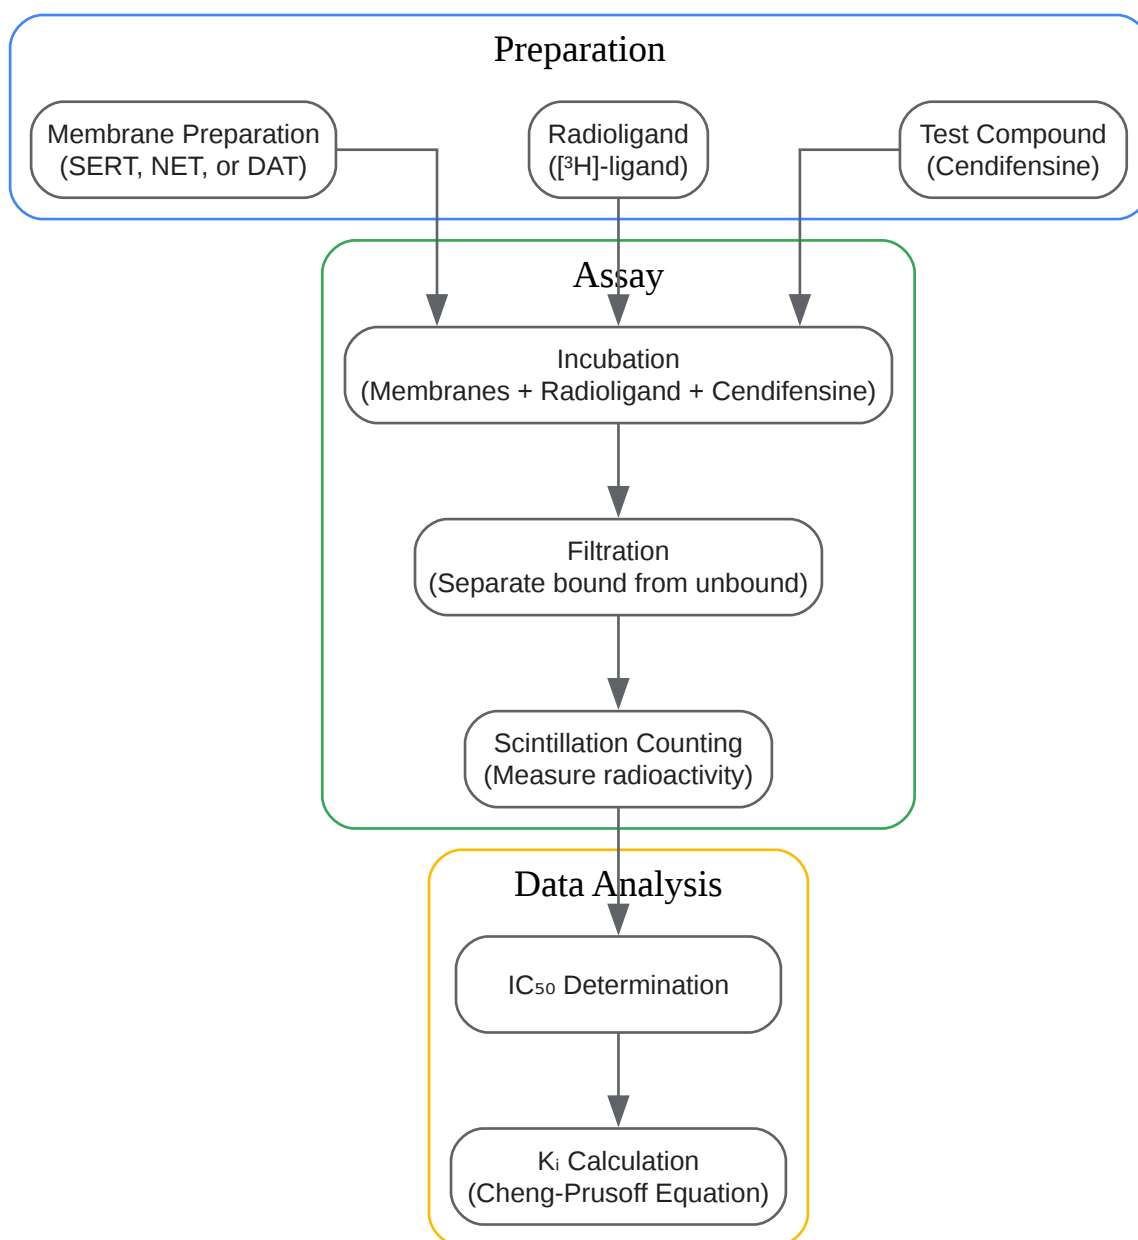 Preparation
Membrane Preparation
(SERT, NET, or DAT)
Radioligand
([³H]-ligand)
Test Compound
(Cendifensine)
Assay
Incubation
(Membranes + Radioligand + Cendifensine)
Filtration
(Separate bound from unbound)
Scintillation Counting
(Measure radioactivity)
Data Analysis
IC₅₀ Determination
Kᵢ Calculation
(Cheng-Prusoff Equation)